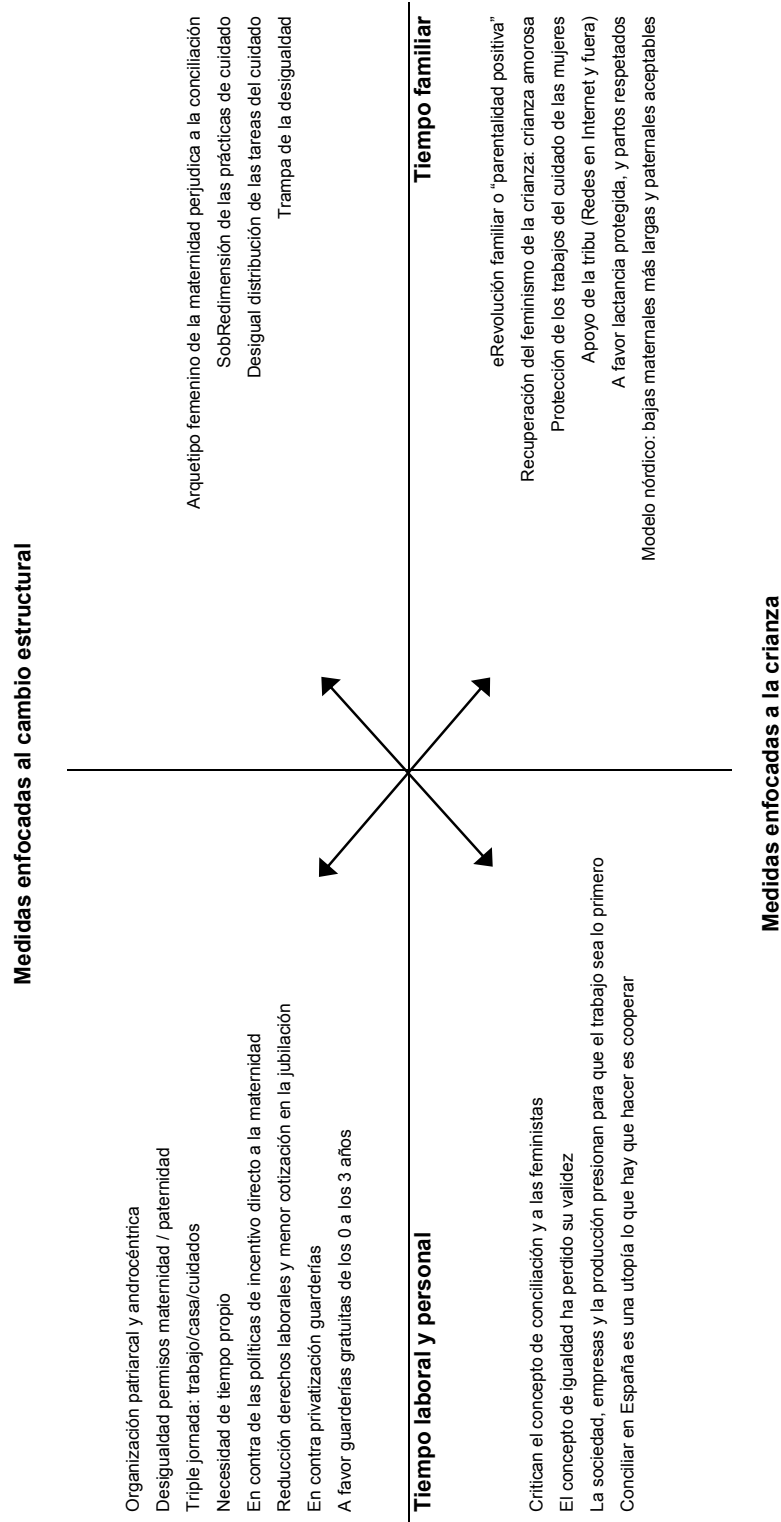 Medidas enfocadas al cambio estructural
Organización patriarcal y androcéntrica
Desigualdad permisos maternidad / paternidad
Triple jornada: trabajo/casa/cuidados
Necesidad de tiempo propio
En contra de las políticas de incentivo directo a la maternidad
Reducción derechos laborales y menor cotización en la jubilación
En contra privatización guarderías
A favor guarderías gratuitas de los 0 a los 3 años
Arquetipo femenino de la maternidad perjudica a la conciliación
SobRedimensión de las prácticas de cuidado
Desigual distribución de las tareas del cuidado
Trampa de la desigualdad
Tiempo laboral y personal
Tiempo familiar
Critican el concepto de conciliación y a las feministas
El concepto de igualdad ha perdido su validez
La sociedad, empresas y la producción presionan para que el trabajo sea lo primero
Conciliar en España es una utopía lo que hay que hacer es cooperar
eRevolución familiar o “parentalidad positiva”
Recuperación del feminismo de la crianza: crianza amorosa
Protección de los trabajos del cuidado de las mujeres
Apoyo de la tribu (Redes en Internet y fuera)
A favor lactancia protegida, y partos respetados
Modelo nórdico: bajas maternales más largas y paternales aceptables
Medidas enfocadas a la crianza